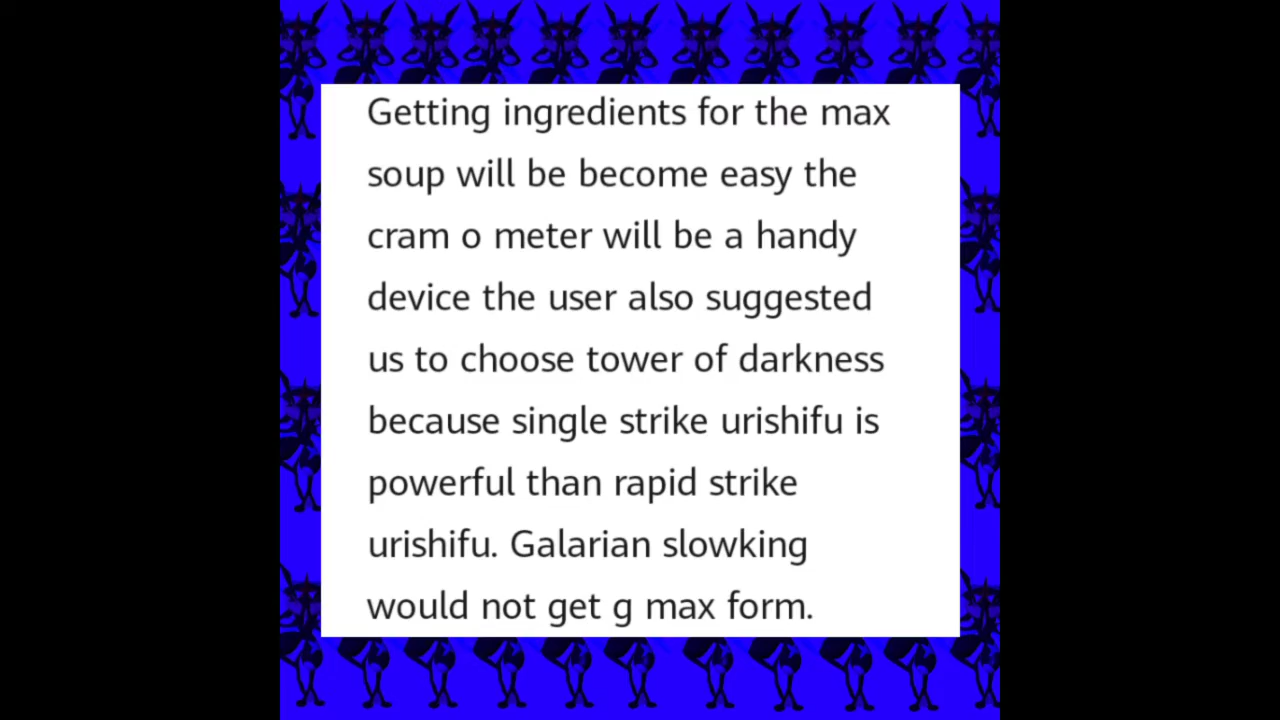 Getting ingredients for the max
soup will be become easy the
cram o meter will be a handy
device the user also suggested
us to choose tower of darkness
because single strike urishifu is
powerful than rapid strike
urishifu. Galarian slowking
would not get g max form.